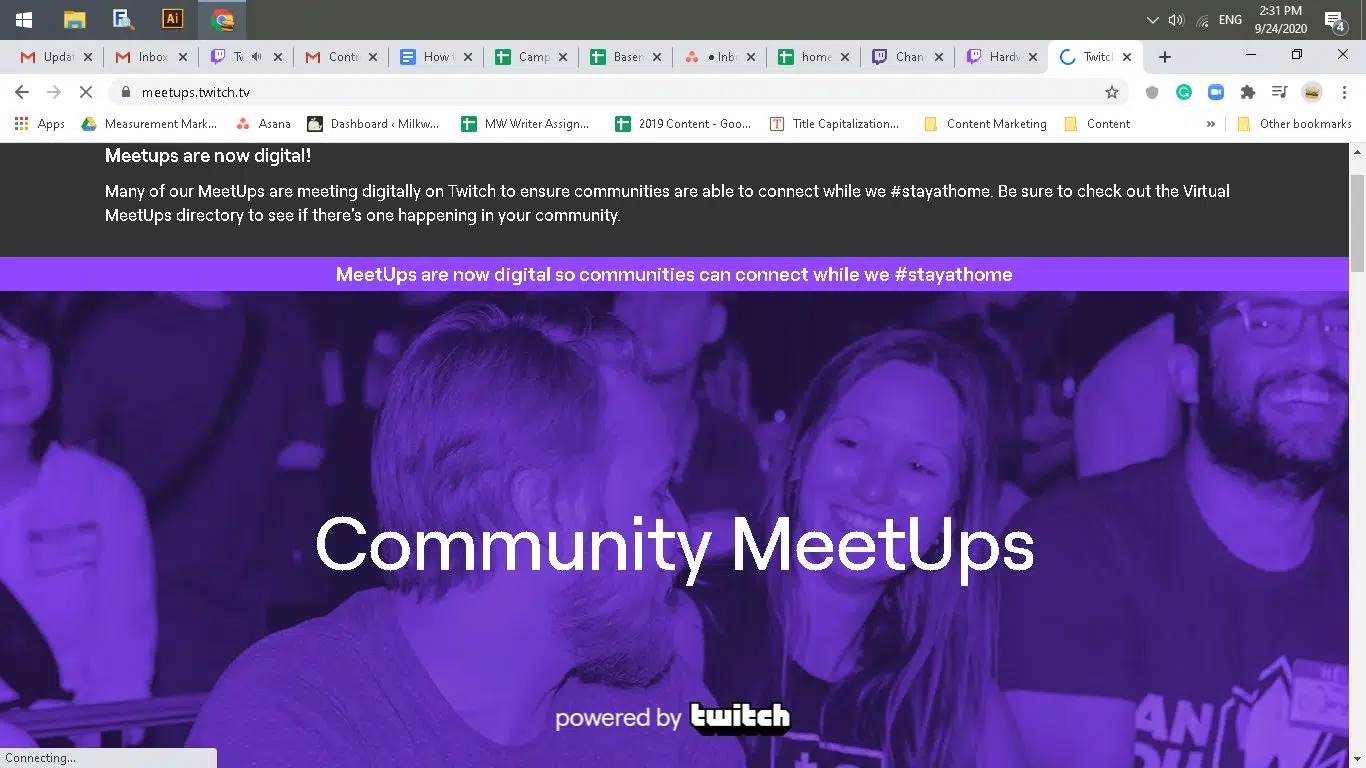 Ai
ENG
2:31 PM
9/24/2020
4
Updat
Inbox
Tw
Contr
How t
Camp
Basen
Inb
home
Chan
Hardw
Twitch
meetups.twitch.tv
Apps
Measurement Mark...
Asana
Dashboard ‹ Milkw...
MW Writer Assign...
2019 Content - Goo...
Title Capitalization...
Content Marketing
Content
»
Other bookmarks
Meetups are now digital!
Many of our MeetUps are meeting digitally on Twitch to ensure communities are able to connect while we #stayathome. Be sure to check out the Virtual
MeetUps directory to see if there's one happening in your community.
MeetUps are now digital so communities can connect while we #stayathome
Community MeetUps
powered by twitch
AN
Connecting...